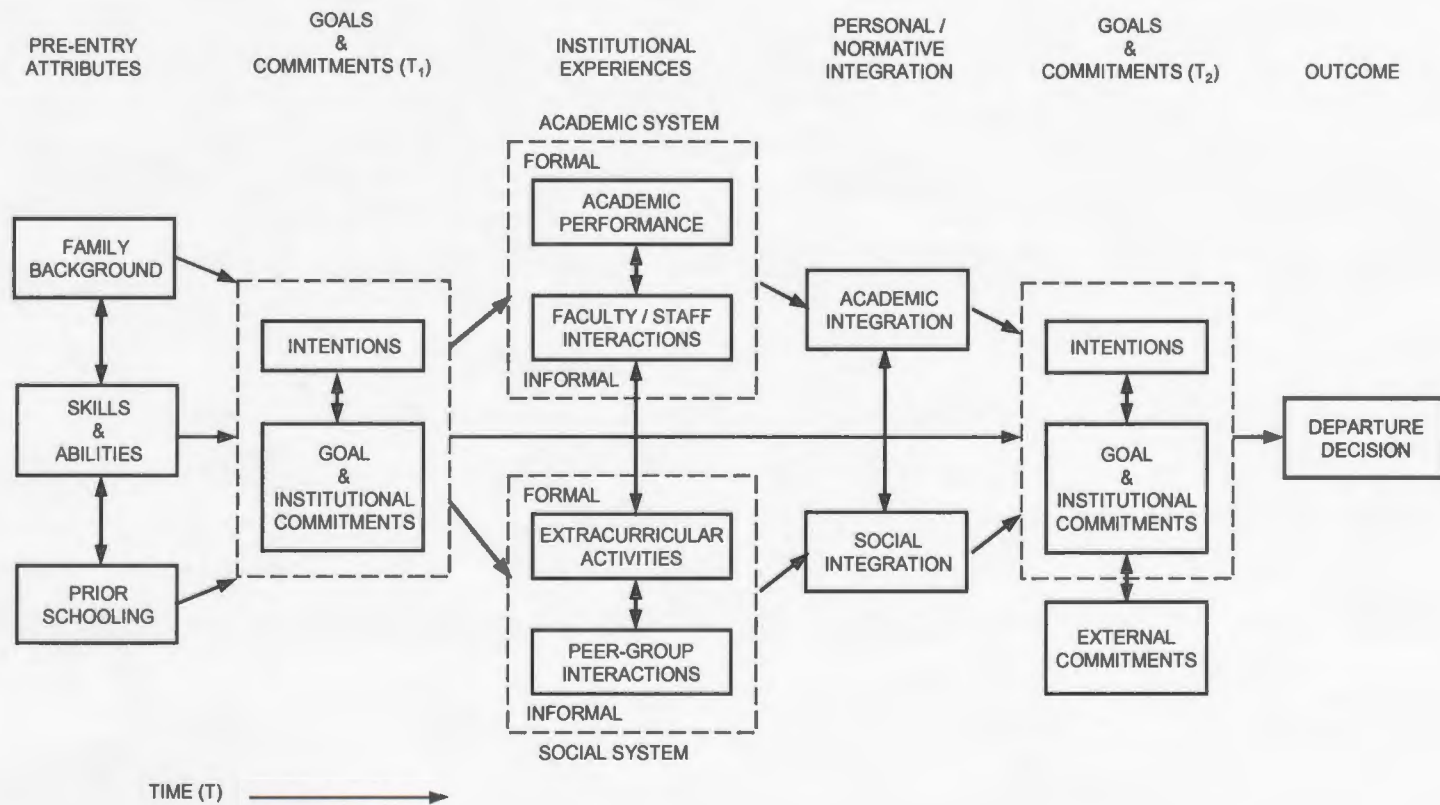 PRE-ENTRY
ATTRIBUTES
GOALS
&
COMMITMENTS (T₁)
INSTITUTIONAL
EXPERIENCES
PERSONAL /
NORMATIVE
INTEGRATION
GOALS
&
COMMITMENTS (T₂)
OUTCOME
FAMILY
BACKGROUND
SKILLS
&
ABILITIES
PRIOR
SCHOOLING
INTENTIONS
GOAL
&
INSTITUTIONAL
COMMITMENTS
ACADEMIC SYSTEM
FORMAL
ACADEMIC
PERFORMANCE
FACULTY / STAFF
INTERACTIONS
INFORMAL
FORMAL
EXTRACURRICULAR
ACTIVITIES
PEER-GROUP
INTERACTIONS
INFORMAL
SOCIAL SYSTEM
ACADEMIC
INTEGRATION
SOCIAL
INTEGRATION
INTENTIONS
GOAL
&
INSTITUTIONAL
COMMITMENTS
EXTERNAL
COMMITMENTS
DEPARTURE
DECISION
TIME (T)